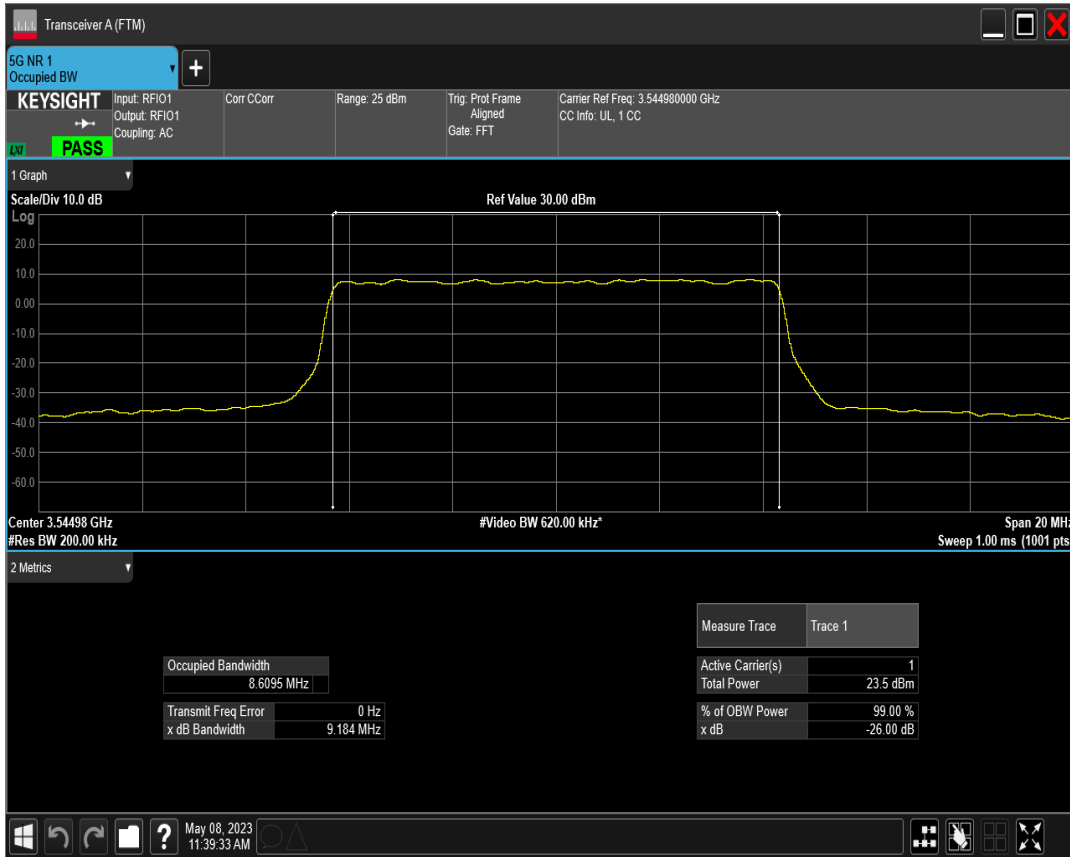 Transceiver A (FTM)
5G NR 1
Occupied BW
+
KEYSIGHT
LXI
PASS
Input: RFIO1
Output: RFIO1
Coupling: AC
Corr CCorr
Range: 25 dBm
Trig: Prot Frame
Aligned
Gate: FFT
Carrier Ref Freq: 3.544980000 GHz
CC Info: UL, 1 CC
1 Graph
Scale/Div 10.0 dB
Ref Value 30.00 dBm
Log
20.0
10.0
0.00
-10.0
-20.0
-30.0
-40.0
-50.0
-60.0
Center 3.54498 GHz
#Video BW 620.00 kHz*
Span 20 MHz
#Res BW 200.00 kHz
Sweep 1.00 ms (1001 pts
2 Metrics
Measure Trace Trace 1
Occupied Bandwidth
8.6095 MHz
Active Carrier(s) 1
Total Power 23.5 dBm
Transmit Freq Error 0 Hz
x dB Bandwidth 9.184 MHz
% of OBW Power 99.00 %
x dB -26.00 dB
?
May 08, 2023
11:39:33 AM